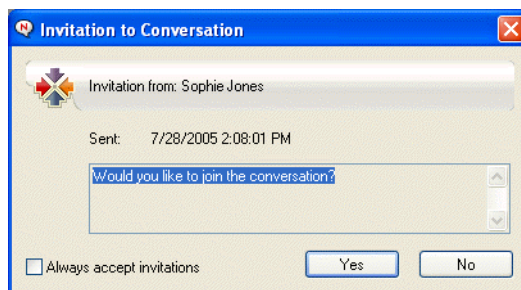 Invitation to Conversation
Invitation from: Sophie Jones
Sent: 7/28/2005 2:08:01 PM
Would you like to join the conversation?
Always accept invitations
Yes
No